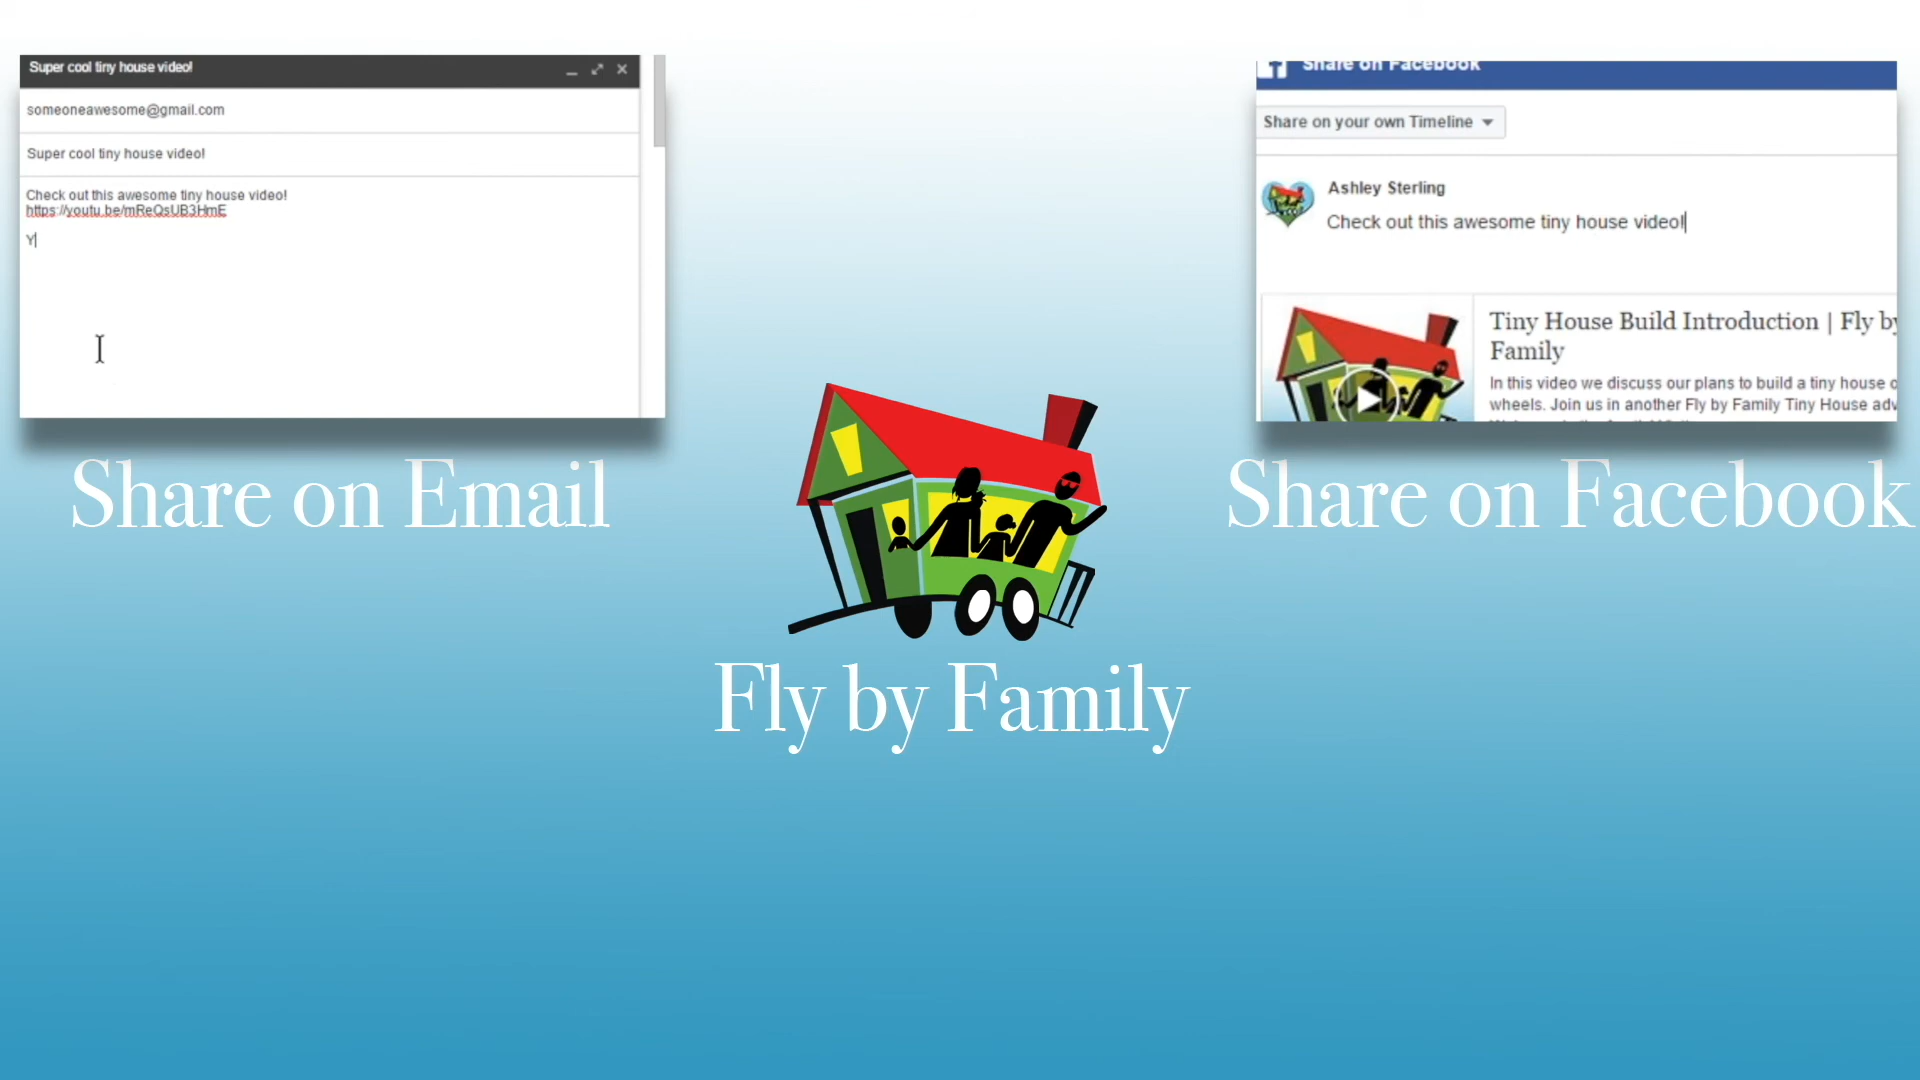 Super cool tiny house video!
someoneawesome@gmail.com
Super cool tiny house video!
Check out this awesome tiny house video!
https://youtu.be/mReQsUB3HmE
Y
Share on Email
Share on Facebook
Share on your own Timeline
Ashley Sterling
Check out this awesome tiny house video!
Tiny House Build Introduction | Fly by
Family
In this video we discuss our plans to build a tiny house o
wheels. Join us in another Fly by Family Tiny House adv
Share on Facebook
Fly by Family